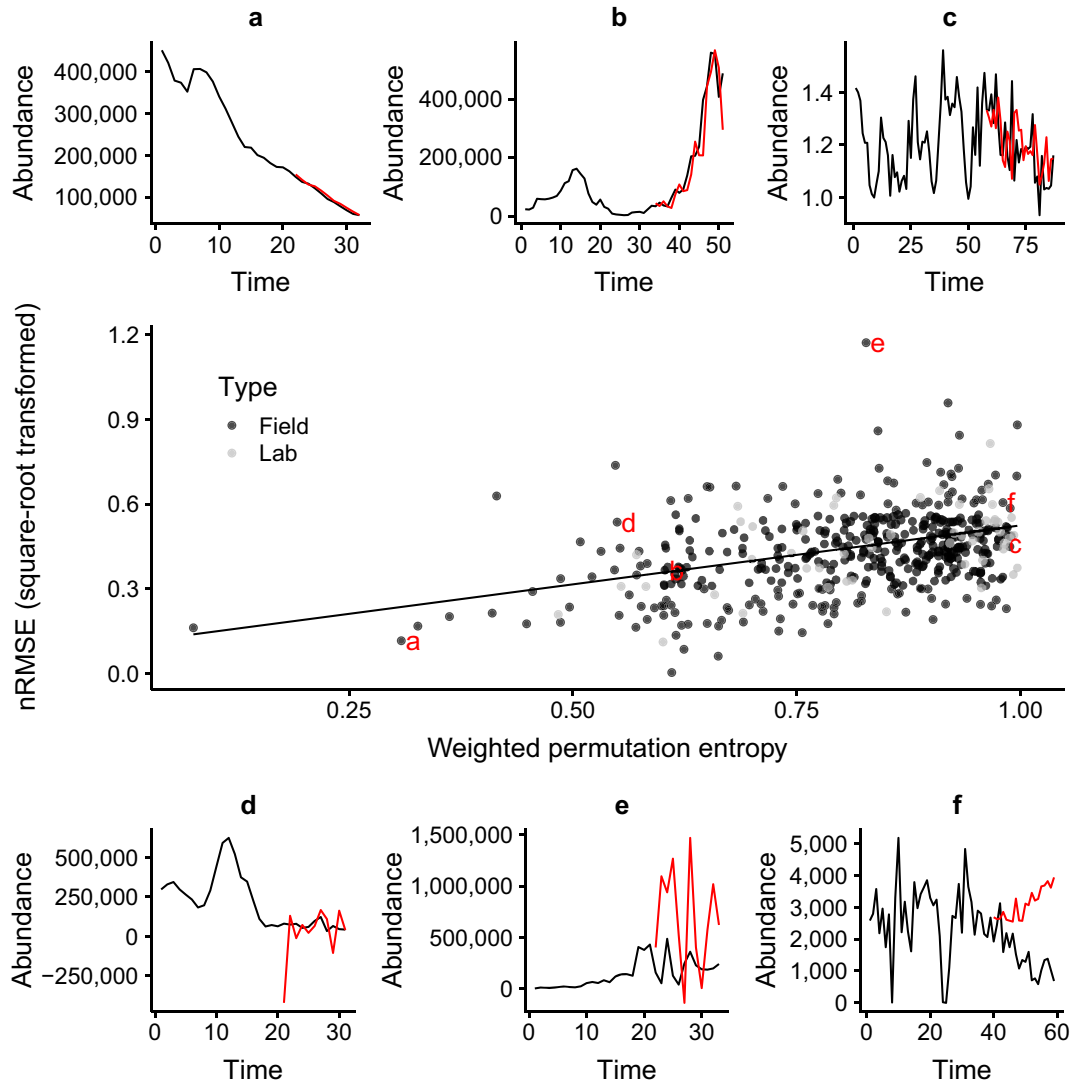 a
Abundance
400,000
300,000
200,000
100,000
0 10 20 30
Time
b
Abundance
400,000
200,000
0
0 10 20 30 40 50
Time
c
Abundance
1.4
1.2
1.0
0 25 50 75
Time
nRMSE (square-root transformed)
1.2
0.9
0.6
0.3
0.0
Type
Field
Lab
e
d
f
b
c
a
0.25 0.50 0.75 1.00
Weighted permutation entropy
d
Abundance
500,000
250,000
0
−250,000
0 10 20 30
Time
e
Abundance
1,500,000
1,000,000
500,000
0
0 10 20 30
Time
f
Abundance
5,000
4,000
3,000
2,000
1,000
0
0 20 40 60
Time